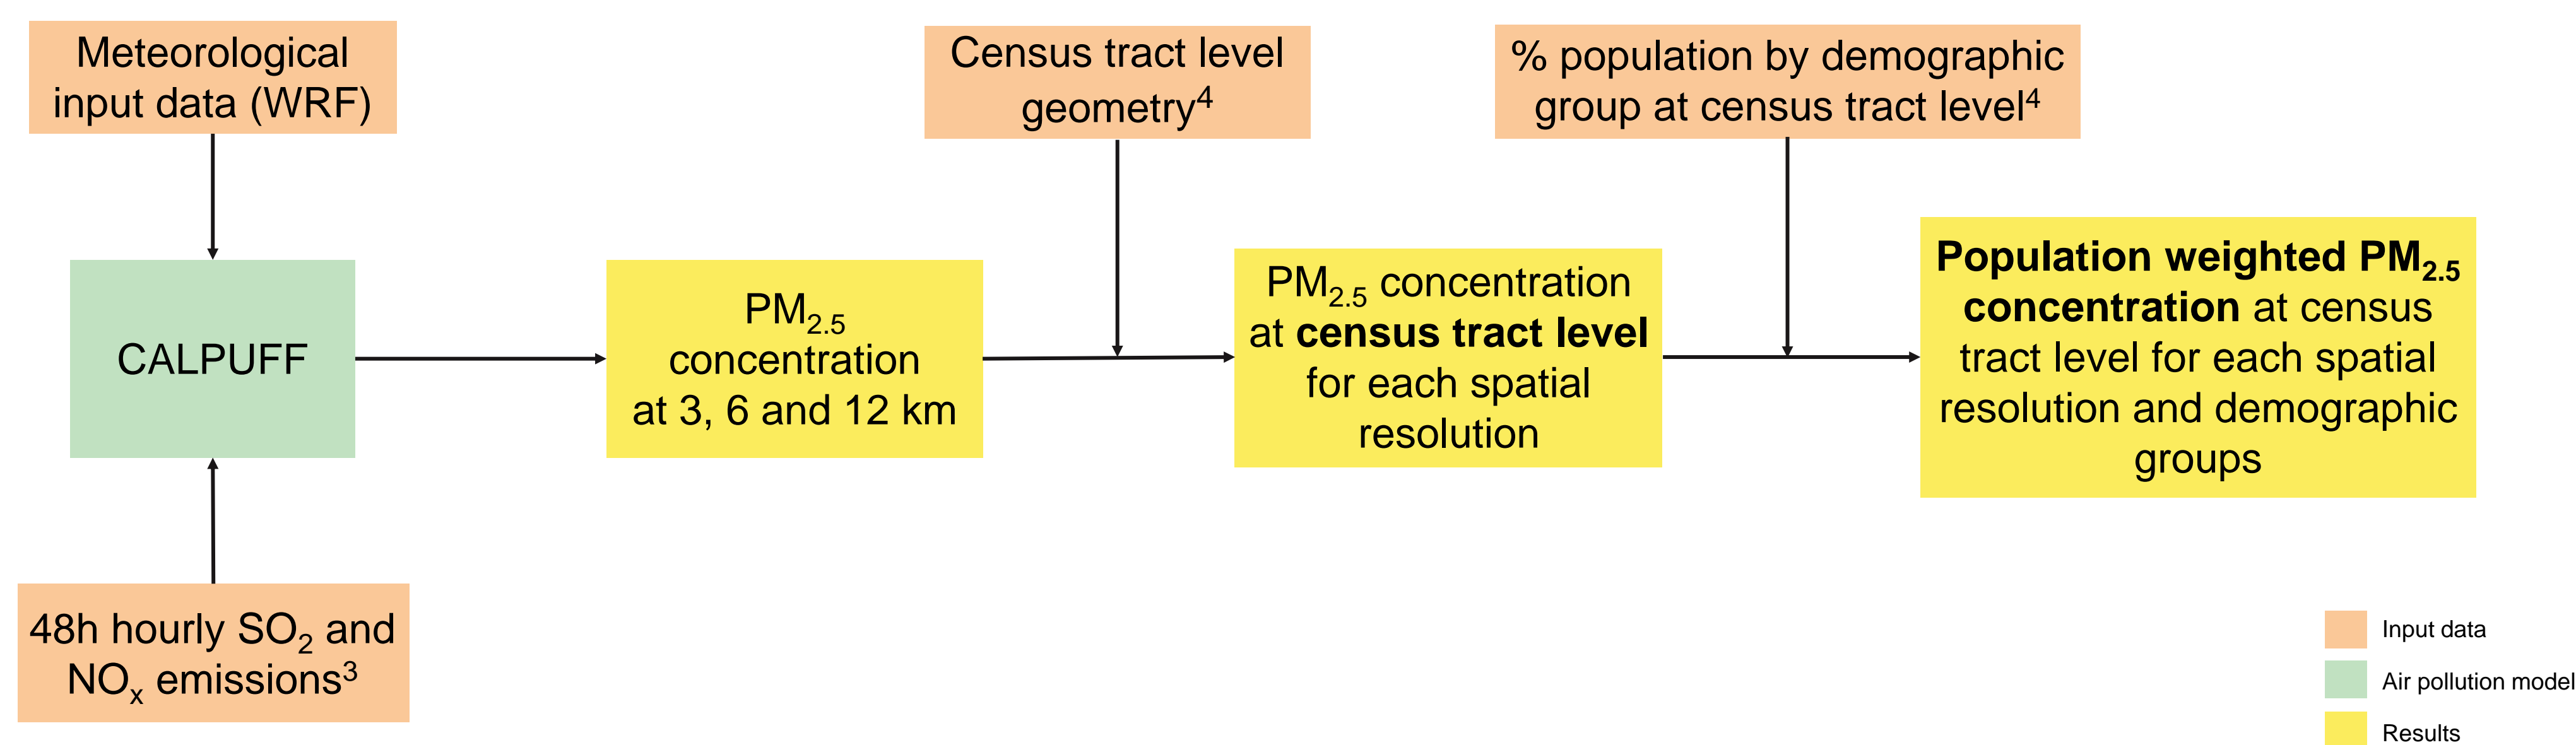 Meteorological
input data (WRF)
Census tract level
geometry⁴
% population by demographic
group at census tract level⁴
CALPUFF
PM₂.₅
concentration
at 3, 6 and 12 km
PM₂.₅ concentration
at census tract level
for each spatial
resolution
Population weighted PM₂.₅
concentration at census
tract level for each spatial
resolution and demographic
groups
48h hourly SO₂ and
NOₓ emissions³
Input data
Air pollution model
Results